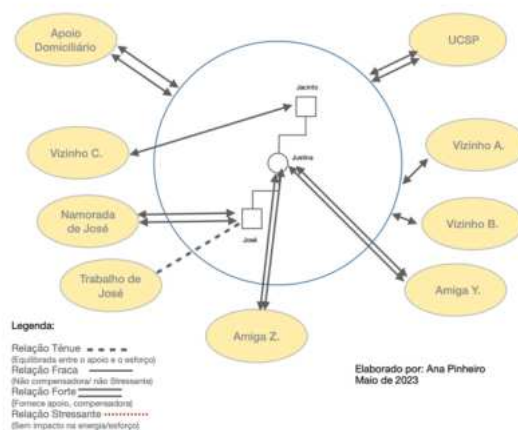 Apoio
Domiciliário
UCSP
Jacinto
Vizinho C.
Justina
Vizinho A.
Namorada
de José
José
Vizinho B.
Trabalho de
José
Amiga Y.
Amiga Z.
Legenda:
Relação Ténue
(Equilibrada entre o apoio e o esforço)
Relação Fraca
(Não compensadora/ não Stressante)
Relação Forte
(Fornece apoio, compensadora)
Relação Stressante
(Sem impacto na energia/esforço)
Elaborado por: Ana Pinheiro
Maio de 2023